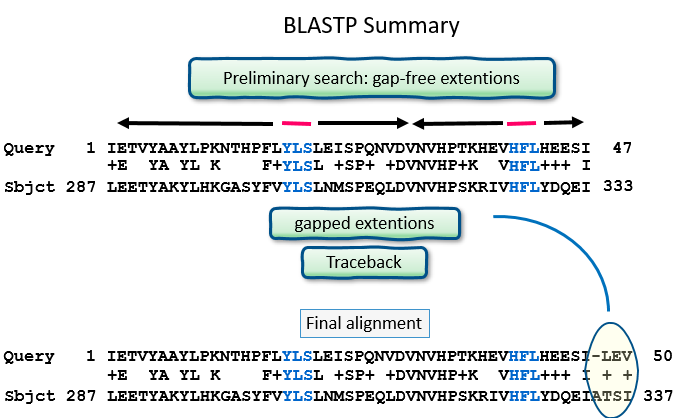 BLASTP Summary
Preliminary search: gap-free extentions
Query 1 IETVYAAYLPKNTHPFLYLSLEISPQNVDVNVHPTKHEVHFLHEESI 47
+E YA YL K F+YLSL +SP+ +DVNVHP+K VHFL+++ I
Sbjct 287 LEETYAKYLHKGASYFVYLSLNMSPEQLDVNVHPSKRIVHFLYDQEI 333
gapped extentions
Traceback
Final alignment
Query 1 IETVYAAYLPKNTHPFLYLSLEISPQNVDVNVHPTKHEVHFLHEESI-LEV 50
+E YA YL K F+YLSL +SP+ +DVNVHP+K VHFL+++ I + +
Sbjct 287 LEETYAKYLHKGASYFVYLSLNMSPEQLDVNVHPSKRIVHFLYDQEIATSI 337